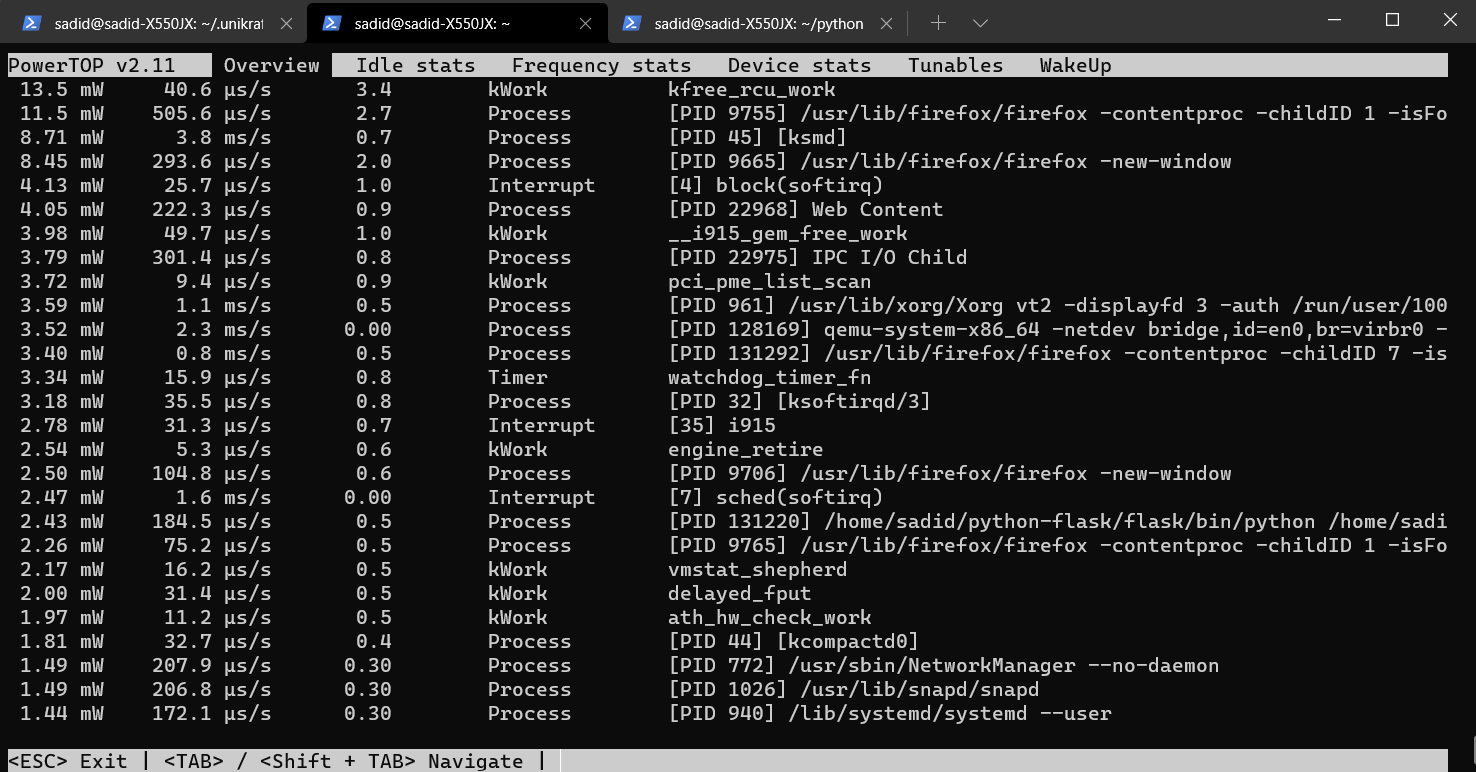 sadid@sadid-X550JX: ~/.unikraf
sadid@sadid-X550JX: ~
sadid@sadid-X550JX: ~/python
PowerTOP v2.11 Overview Idle stats Frequency stats Device stats Tunables WakeUp
13.5 mW 40.6 µs/s 3.4 kWork kfree_rcu_work
11.5 mW 505.6 µs/s 2.7 Process [PID 9755] /usr/lib/firefox/firefox -contentproc -childID 1 -isFo
8.71 mW 3.8 ms/s 0.7 Process [PID 45] [ksmd]
8.45 mW 293.6 µs/s 2.0 Process [PID 9665] /usr/lib/firefox/firefox -new-window
4.13 mW 25.7 µs/s 1.0 Interrupt [4] block(softirq)
4.05 mW 222.3 µs/s 0.9 Process [PID 22968] Web Content
3.98 mW 49.7 µs/s 1.0 kWork __i915_gem_free_work
3.79 mW 301.4 µs/s 0.8 Process [PID 22975] IPC I/O Child
3.72 mW 9.4 µs/s 0.9 kWork pci_pme_list_scan
3.59 mW 1.1 ms/s 0.5 Process [PID 961] /usr/lib/xorg/Xorg vt2 -displayfd 3 -auth /run/user/100
3.52 mW 2.3 ms/s 0.00 Process [PID 128169] qemu-system-x86_64 -netdev bridge,id=en0,br=virbr0 -
3.40 mW 0.8 ms/s 0.5 Process [PID 131292] /usr/lib/firefox/firefox -contentproc -childID 7 -is
3.34 mW 15.9 µs/s 0.8 Timer watchdog_timer_fn
3.18 mW 35.5 µs/s 0.8 Process [PID 32] [ksoftirqd/3]
2.78 mW 31.3 µs/s 0.7 Interrupt [35] i915
2.54 mW 5.3 µs/s 0.6 kWork engine_retire
2.50 mW 104.8 µs/s 0.6 Process [PID 9706] /usr/lib/firefox/firefox -new-window
2.47 mW 1.6 ms/s 0.00 Interrupt [7] sched(softirq)
2.43 mW 184.5 µs/s 0.5 Process [PID 131220] /home/sadid/python-flask/flask/bin/python /home/sadi
2.26 mW 75.2 µs/s 0.5 Process [PID 9765] /usr/lib/firefox/firefox -contentproc -childID 1 -isFo
2.17 mW 16.2 µs/s 0.5 kWork vmstat_shepherd
2.00 mW 31.4 µs/s 0.5 kWork delayed_fput
1.97 mW 11.2 µs/s 0.5 kWork ath_hw_check_work
1.81 mW 32.7 µs/s 0.4 Process [PID 44] [kcompactd0]
1.49 mW 207.9 µs/s 0.30 Process [PID 772] /usr/sbin/NetworkManager --no-daemon
1.49 mW 206.8 µs/s 0.30 Process [PID 1026] /usr/lib/snapd/snapd
1.44 mW 172.1 µs/s 0.30 Process [PID 940] /lib/systemd/systemd --user
<ESC> Exit | <TAB> / <Shift + TAB> Navigate |